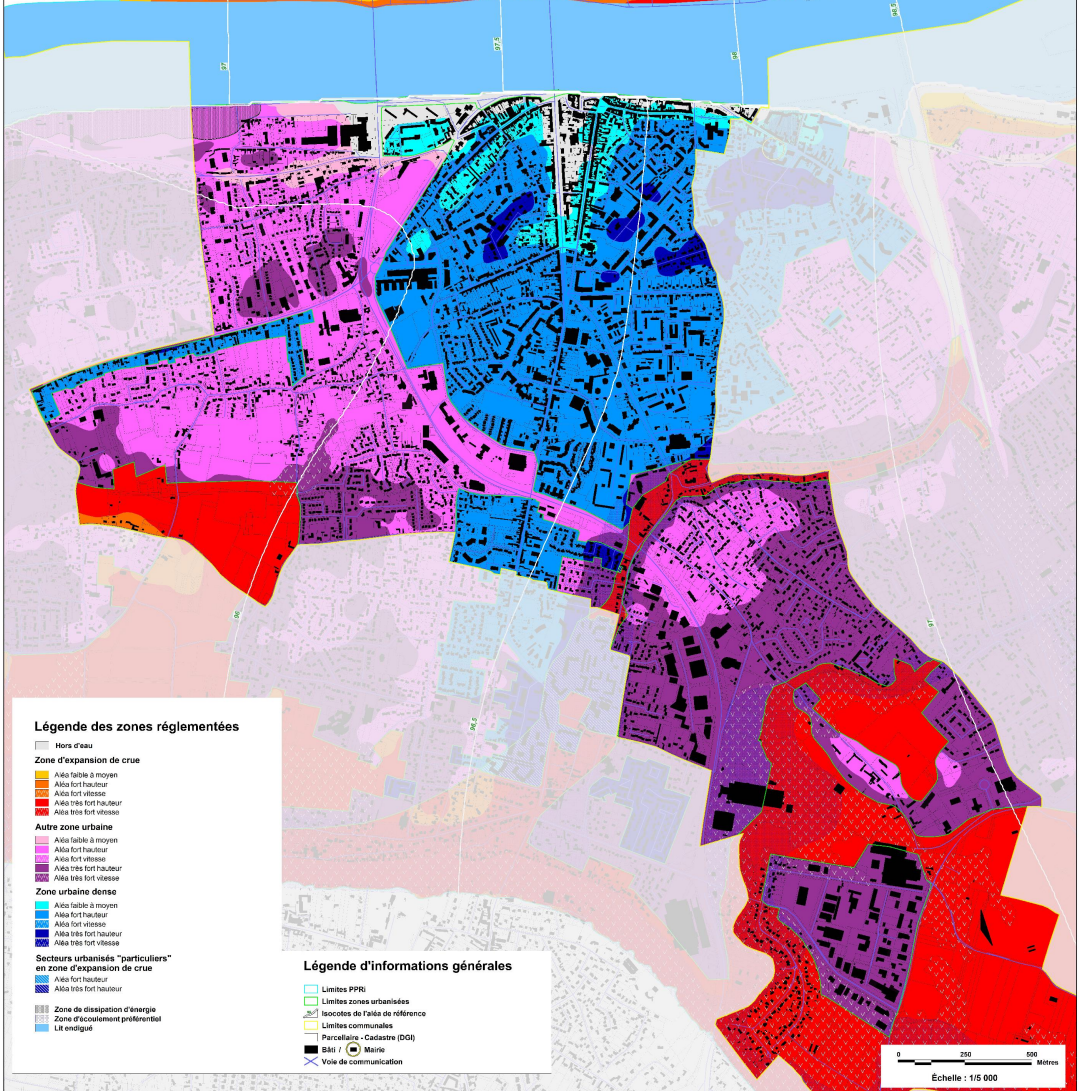 98,5
97
97,5
98
96
97
96,5
Légende des zones réglementées
Hors d'eau
Zone d'expansion de crue
Aléa faible à moyen
Aléa fort hauteur
Aléa fort vitesse
Aléa très fort hauteur
Aléa très fort vitesse
Autre zone urbaine
Aléa faible à moyen
Aléa fort hauteur
Aléa fort vitesse
Aléa très fort hauteur
Aléa très fort vitesse
Zone urbaine dense
Aléa faible à moyen
Aléa fort hauteur
Aléa fort vitesse
Aléa très fort hauteur
Aléa très fort vitesse
Secteurs urbanisés "particuliers"
en zone d'expansion de crue
Aléa fort hauteur
Aléa très fort hauteur
Zone de dissipation d'énergie
Zone d'écoulement préférentiel
Lit endigué
Légende d'informations générales
Limites PPRi
Limites zones urbanisées
Isocotes de l'aléa de référence
Limites communales
Parcellaire - Cadastre (DGI)
Bâti / Mairie
Voie de communication
0 250 500
Mètres
Échelle : 1/5 000